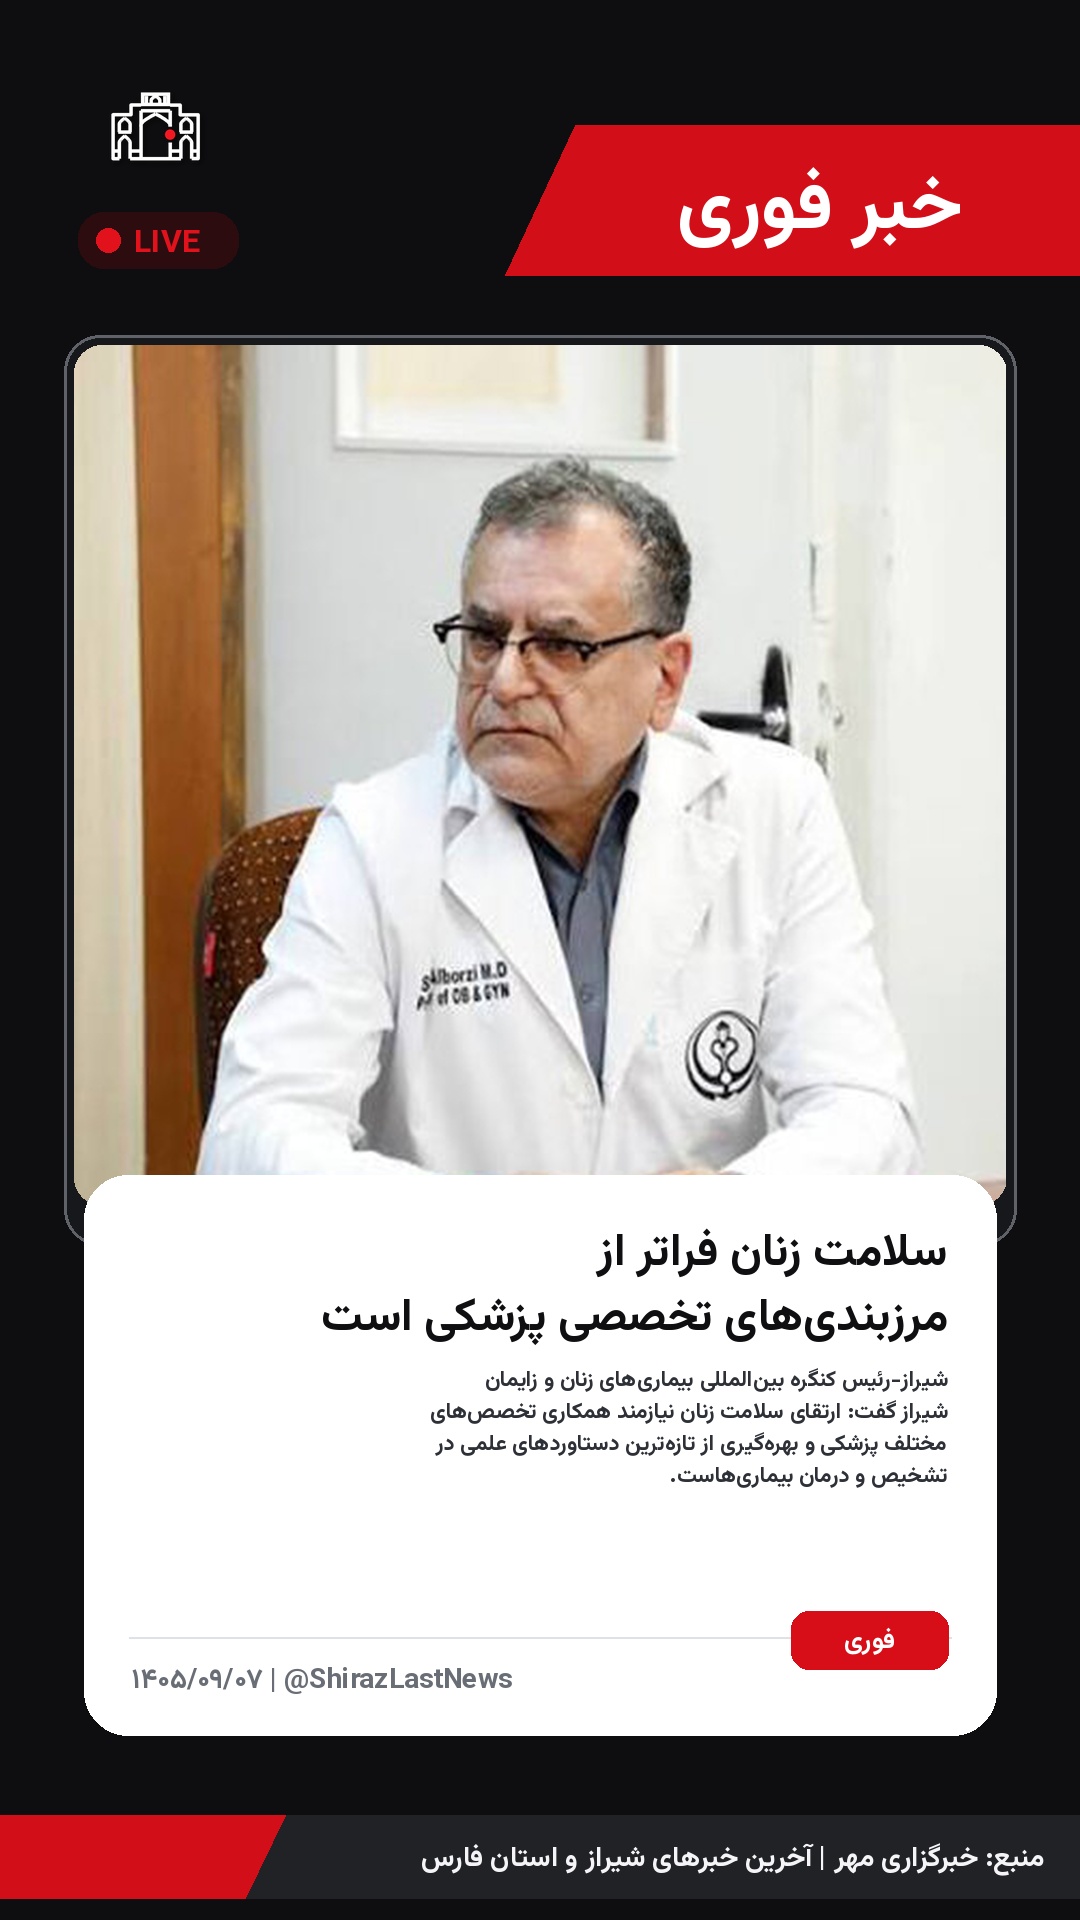 LIVE
خبر فوری
S.Alborzi M.D
of OB & GYN
سلامت زنان فراتر از
مرزبندی‌های تخصصی پزشکی است
شیراز-رئیس کنگره بین‌المللی بیماری‌های زنان و زایمان
شیراز گفت: ارتقای سلامت زنان نیازمند همکاری تخصص‌های
مختلف پزشکی و بهره‌گیری از تازه‌ترین دستاوردهای علمی در
تشخیص و درمان بیماری‌هاست.
فوری
۱۴۰۵/۰۹/۰۷ | @ShirazLastNews
منبع: خبرگزاری مهر | آخرین خبرهای شیراز و استان فارس